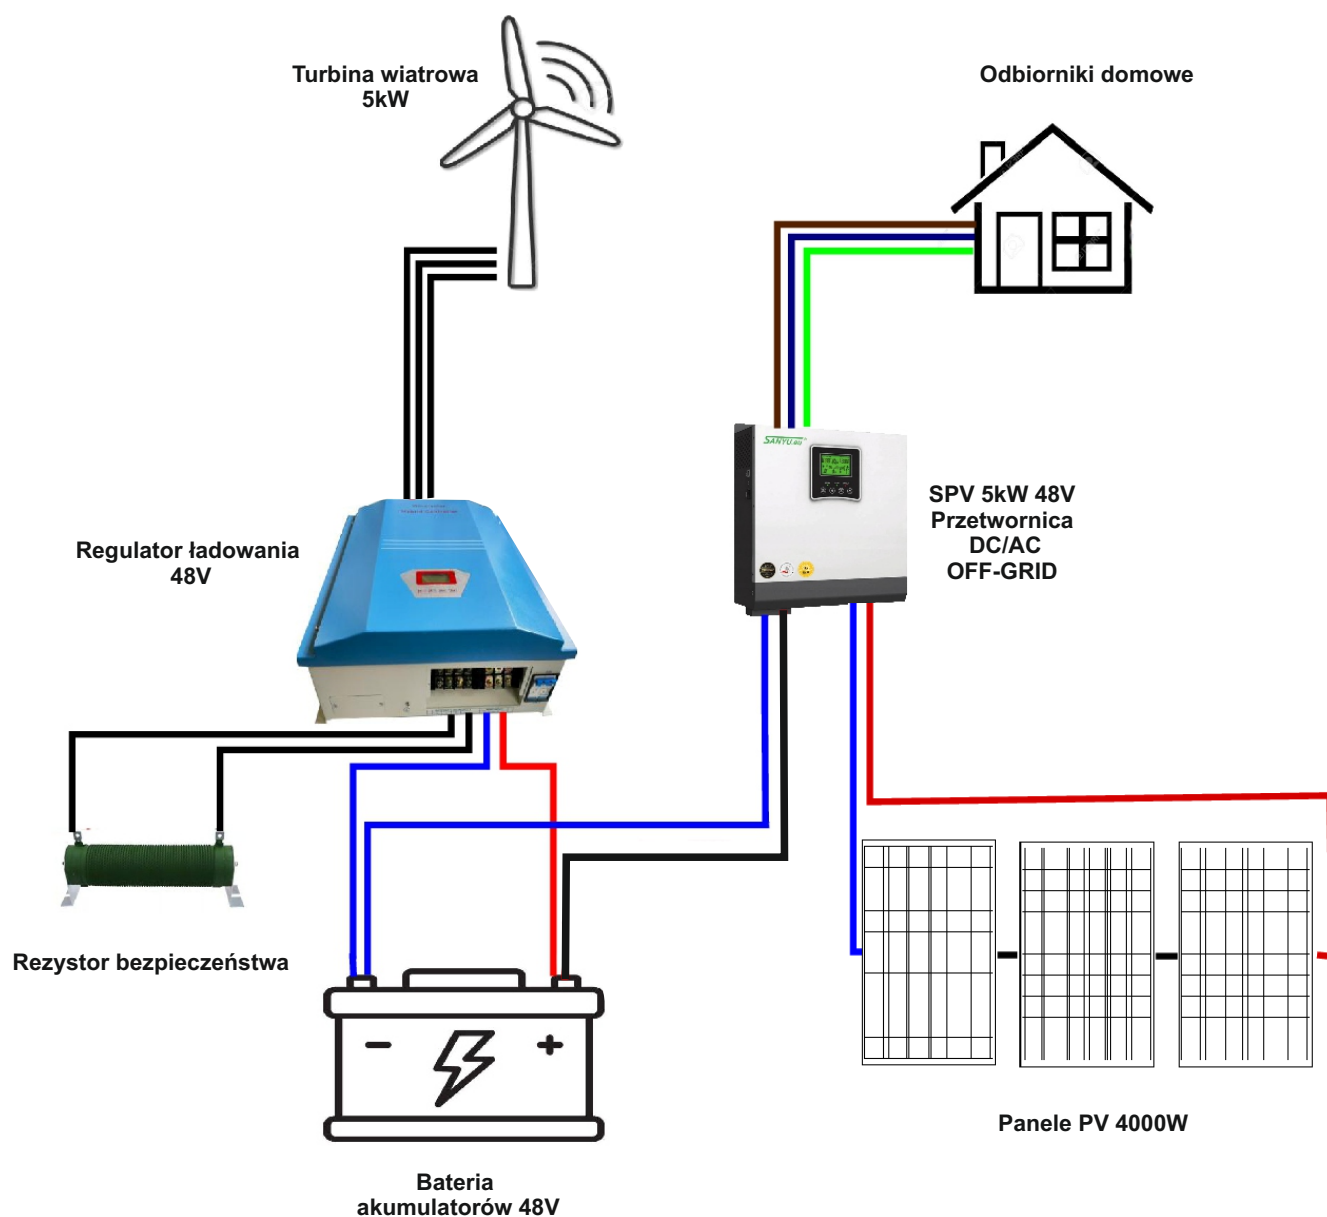 Turbina wiatrowa
5kW
Odbiorniki domowe
SANYU
SPV 5kW 48V
Przetwornica
DC/AC
OFF-GRID
Regulator ładowania
48V
Rezystor bezpieczeństwa
Panele PV 4000W
Bateria
akumulatorów 48V